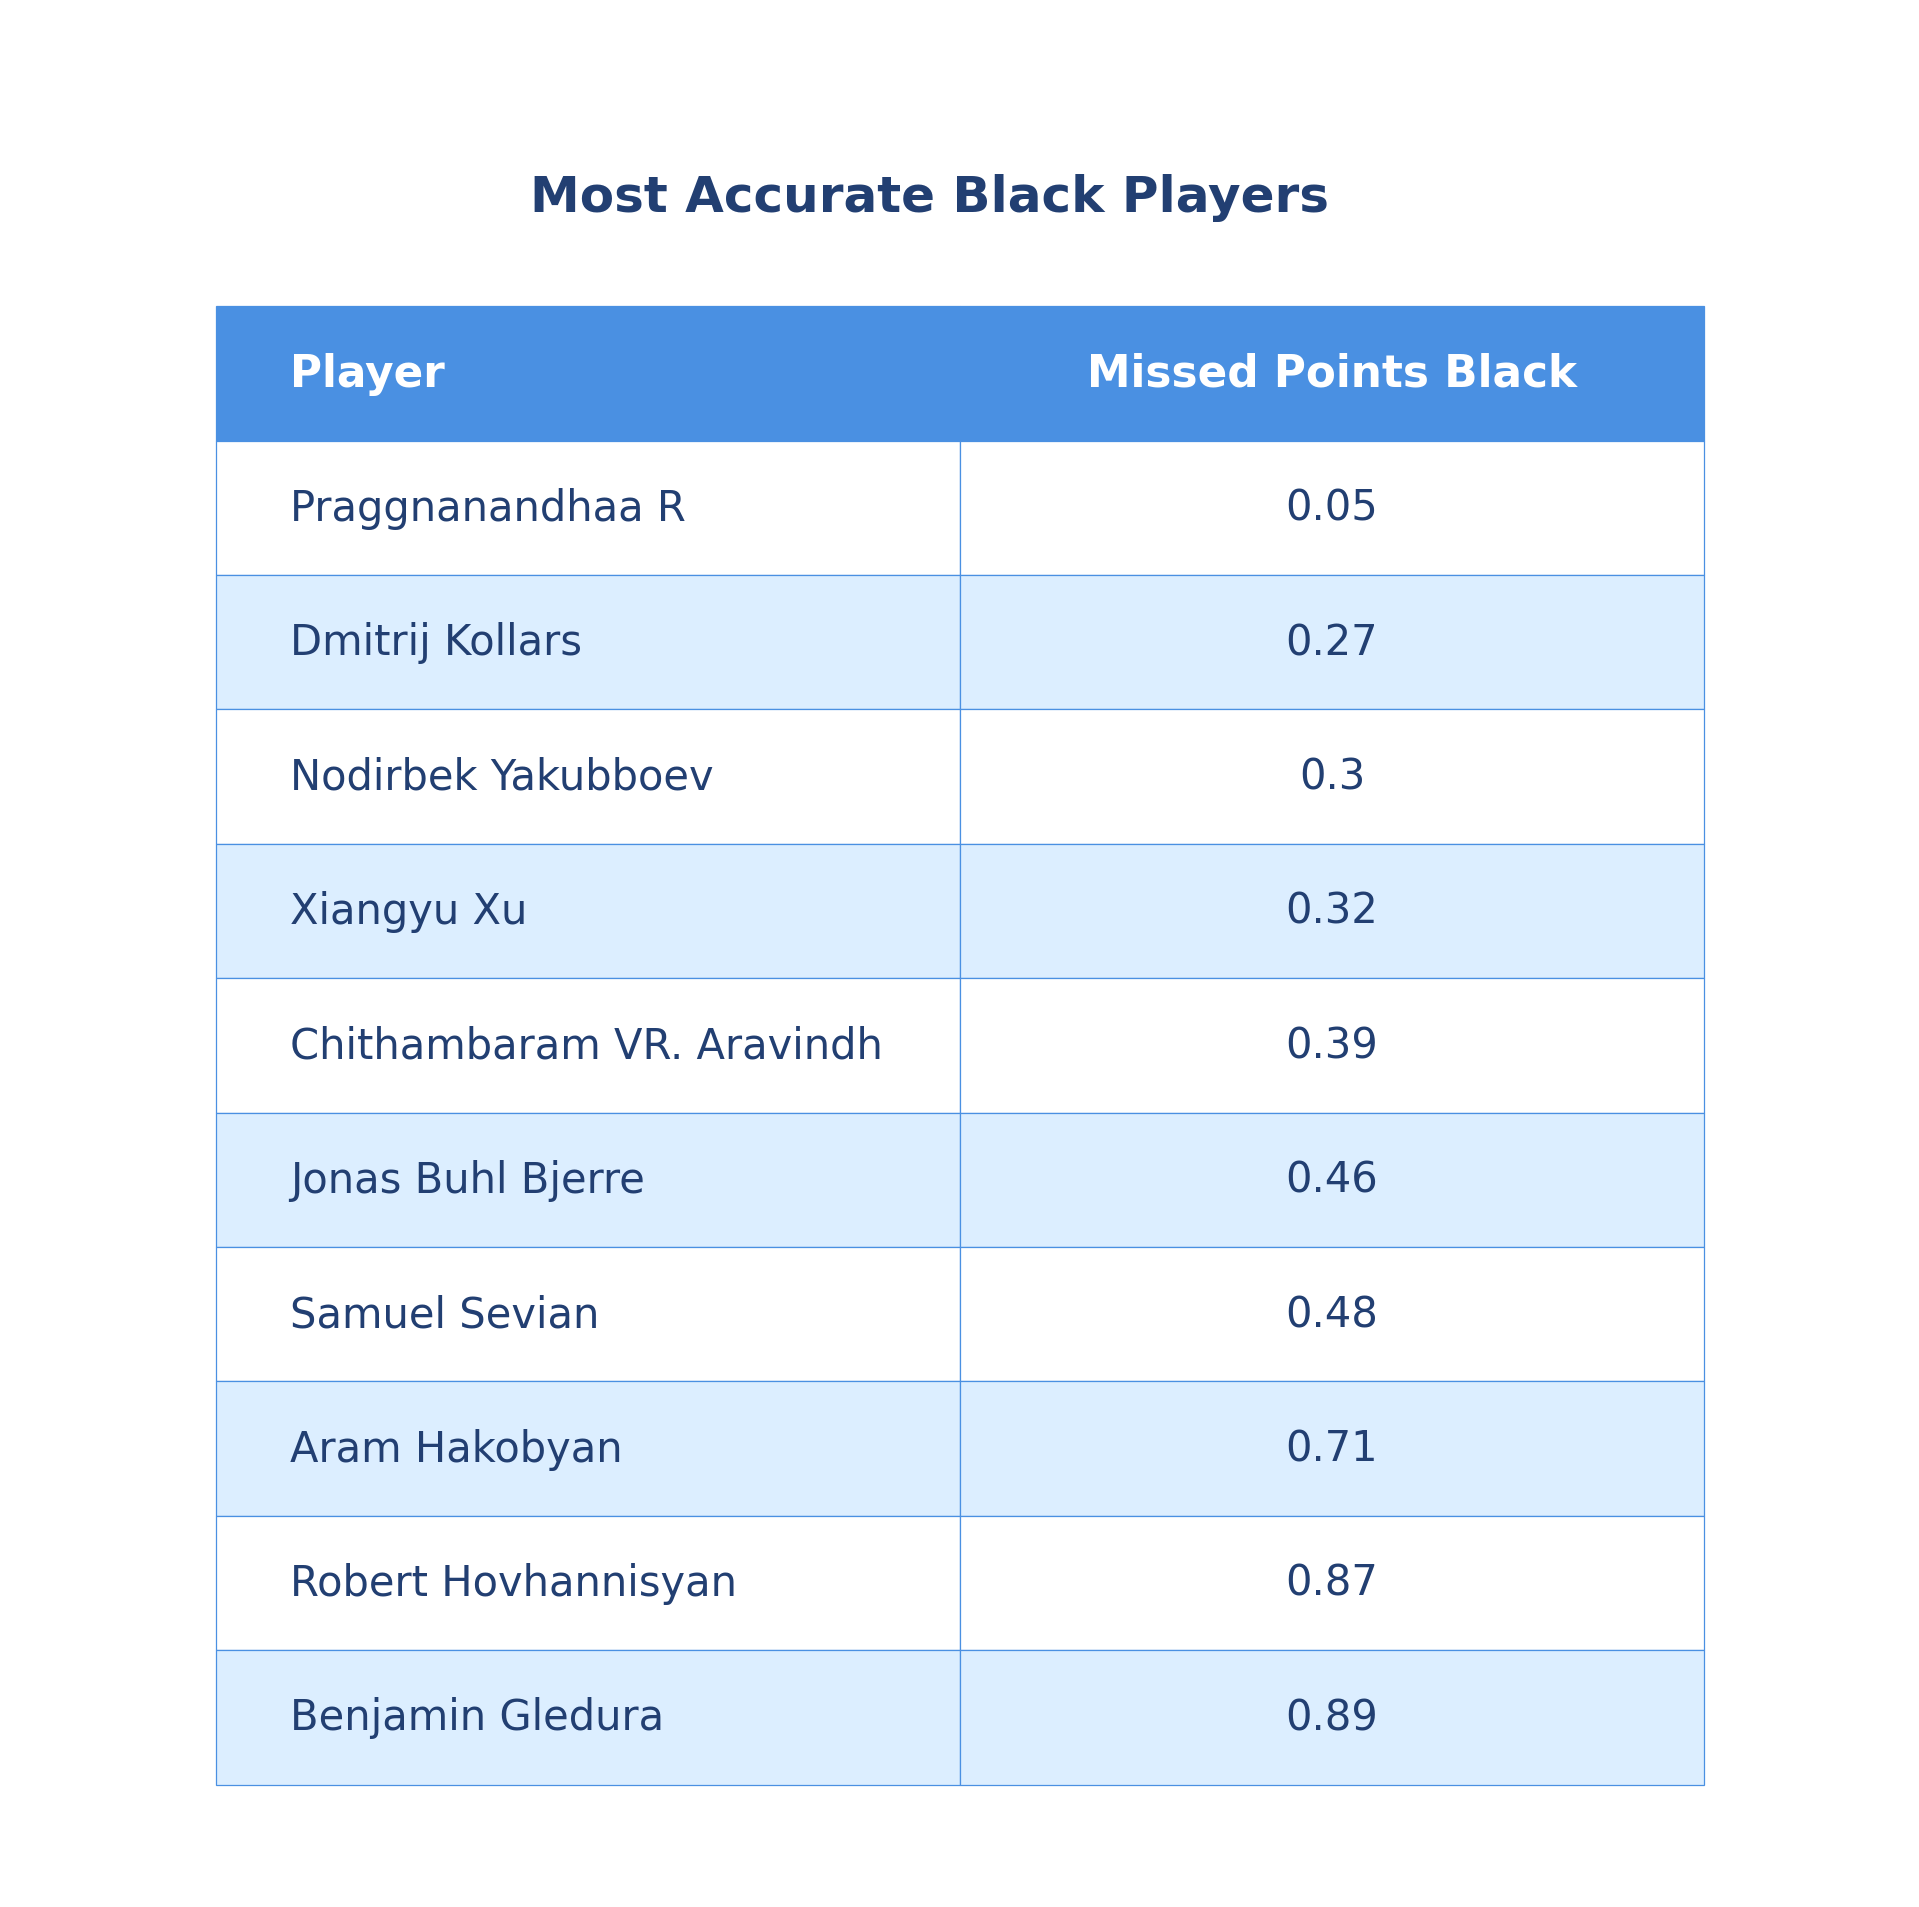 Most Accurate Black Players
Player Missed Points Black
Praggnanandhaa R 0.05
Dmitrij Kollars 0.27
Nodirbek Yakubboev 0.3
Xiangyu Xu 0.32
Chithambaram VR. Aravindh 0.39
Jonas Buhl Bjerre 0.46
Samuel Sevian 0.48
Aram Hakobyan 0.71
Robert Hovhannisyan 0.87
Benjamin Gledura 0.89